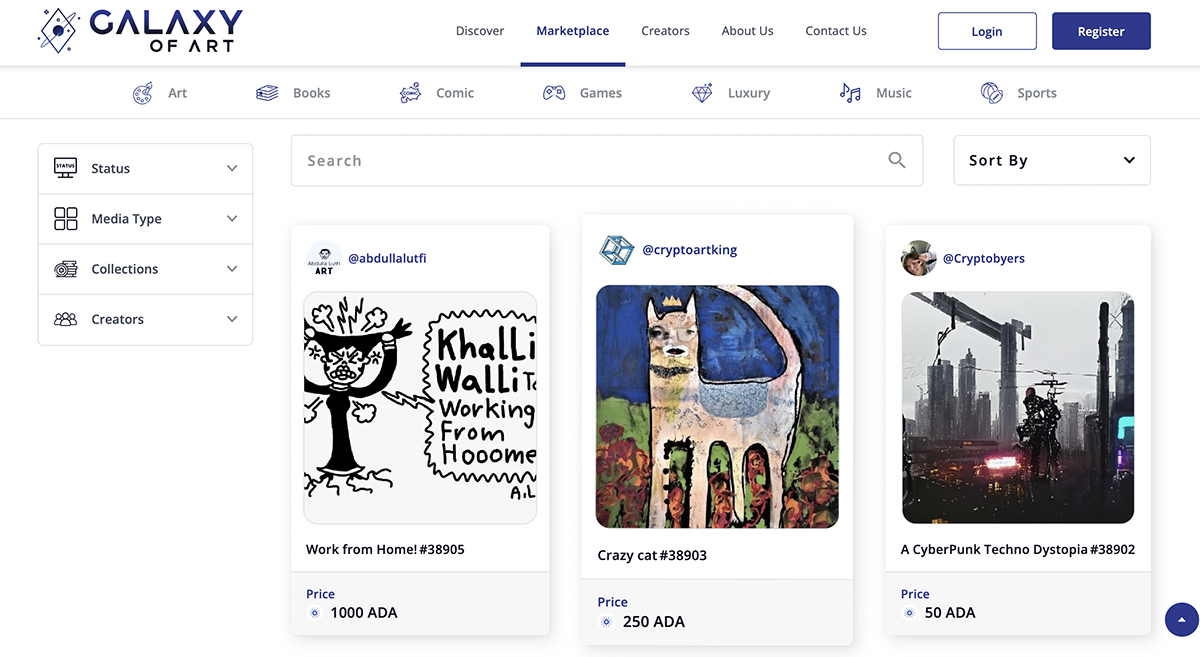 GALAXY
OF ART
Discover
Marketplace
Creators
About Us
Contact Us
Login
Register
Art
Books
Comic
Games
Luxury
Music
Sports
STATUS
Status
Media Type
Collections
Creators
Search
Sort By
Abdulla Lutfi
ART
@abdullalutfi
Khalli
Walli To
Working
From
Hooome
A.L
Work from Home! #38905
Price
1000 ADA
@cryptoartking
Crazy cat #38903
Price
250 ADA
@Cryptobyers
A CyberPunk Techno Dystopia #38902
Price
50 ADA